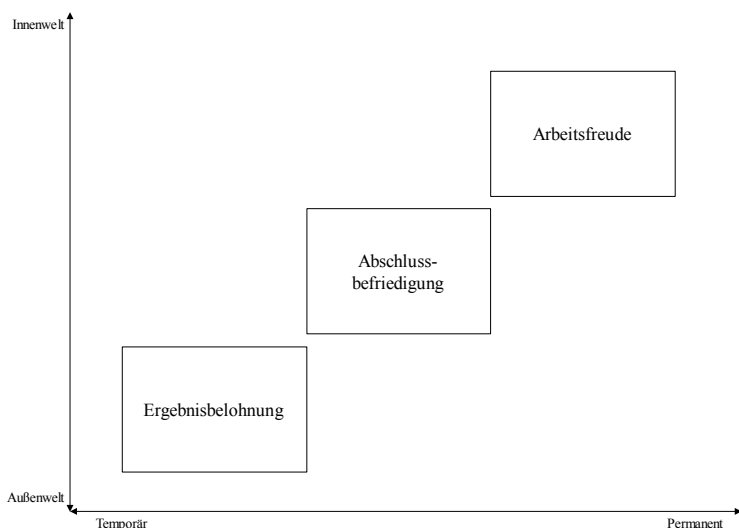 Innenwelt
Arbeitsfreude
Abschluss-
befriedigung
Ergebnisbelohnung
Außenwelt
Temporär
Permanent